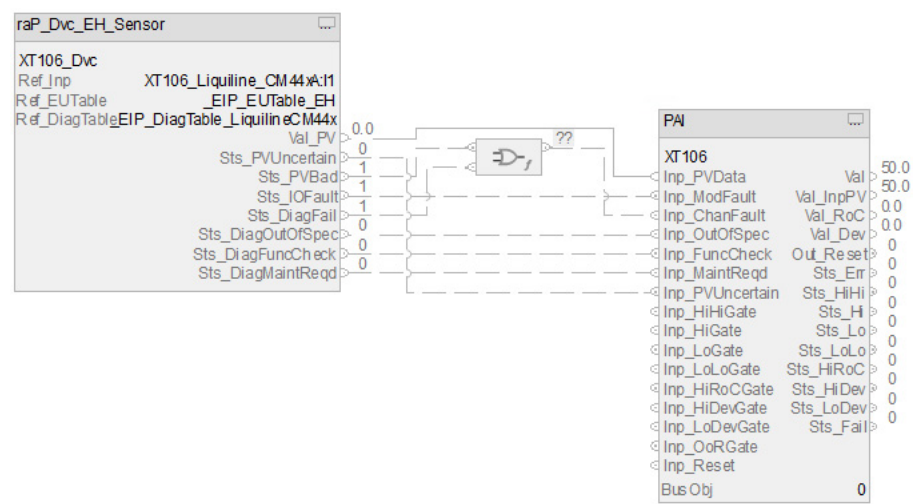 raP_Dvc_EH_Sensor
XT106_Dvc
Ref_Inp XT106_Liquiline_CM44xA:I1
Ref_EUTable _EIP_EUTable_EH
Ref_DiagTable _EIP_DiagTable_LiquilineCM44x
Val_PV 0.0
Sts_PVUncertain 0
Sts_PVBad 1
Sts_IOFault 1
Sts_DiagFail 1
Sts_DiagOutOfSpec 0
Sts_DiagFuncCheck 0
Sts_DiagMaintReqd 0
??
PAI
XT106
Inp_PVData Val 50.0
Inp_ModFault Val_InpPV 50.0
Inp_ChanFault Val_RoC 0.0
Inp_OutOfSpec Val_Dev 0.0
Inp_FuncCheck Out_Reset 0
Inp_MaintReqd Sts_Err 0
Inp_PVUncertain Sts_HiHi 0
Inp_HiHiGate Sts_Hi 0
Inp_HiGate Sts_Lo 0
Inp_LoGate Sts_LoLo 0
Inp_LoLoGate Sts_HiRoC 0
Inp_HiRoCGate Sts_HiDev 0
Inp_HiDevGate Sts_LoDev 0
Inp_LoDevGate Sts_Fail 0
Inp_OoRGate
Inp_Reset
BusObj 0